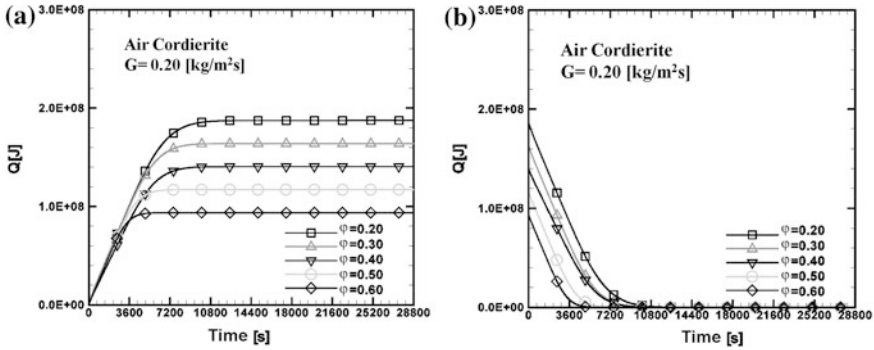 (a)
3.0E+08
2.0E+08
1.0E+08
0.0E+00
Q[J]
Air Cordierite
G= 0.20 [kg/m²s]
φ=0.20
φ=0.30
φ=0.40
φ=0.50
φ=0.60
0 3600 7200 10800 14400 18000 21600 25200 28800
Time [s]
(b)
3.0E+08
2.0E+08
1.0E+08
0.0E+00
Q[J]
Air Cordierite
G= 0.20 [kg/m²s]
φ=0.20
φ=0.30
φ=0.40
φ=0.50
φ=0.60
0 3600 7200 10800 14400 18000 21600 25200 28800
Time [s]